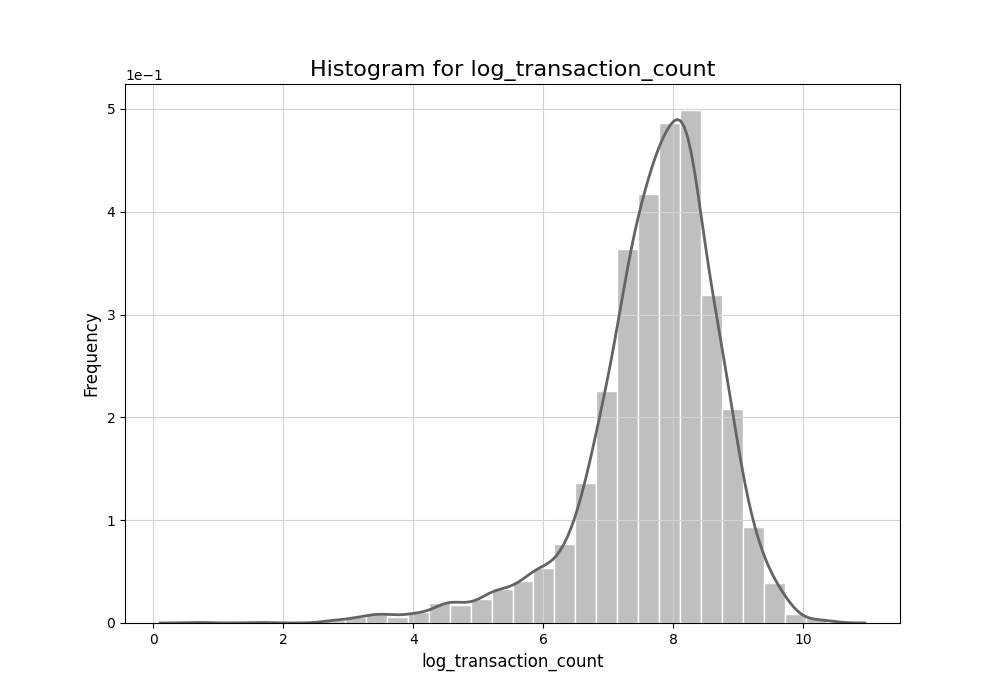 Histogram for log_transaction_count
1e−1
5
4
3
2
1
0
Frequency
0 2 4 6 8 10
log_transaction_count